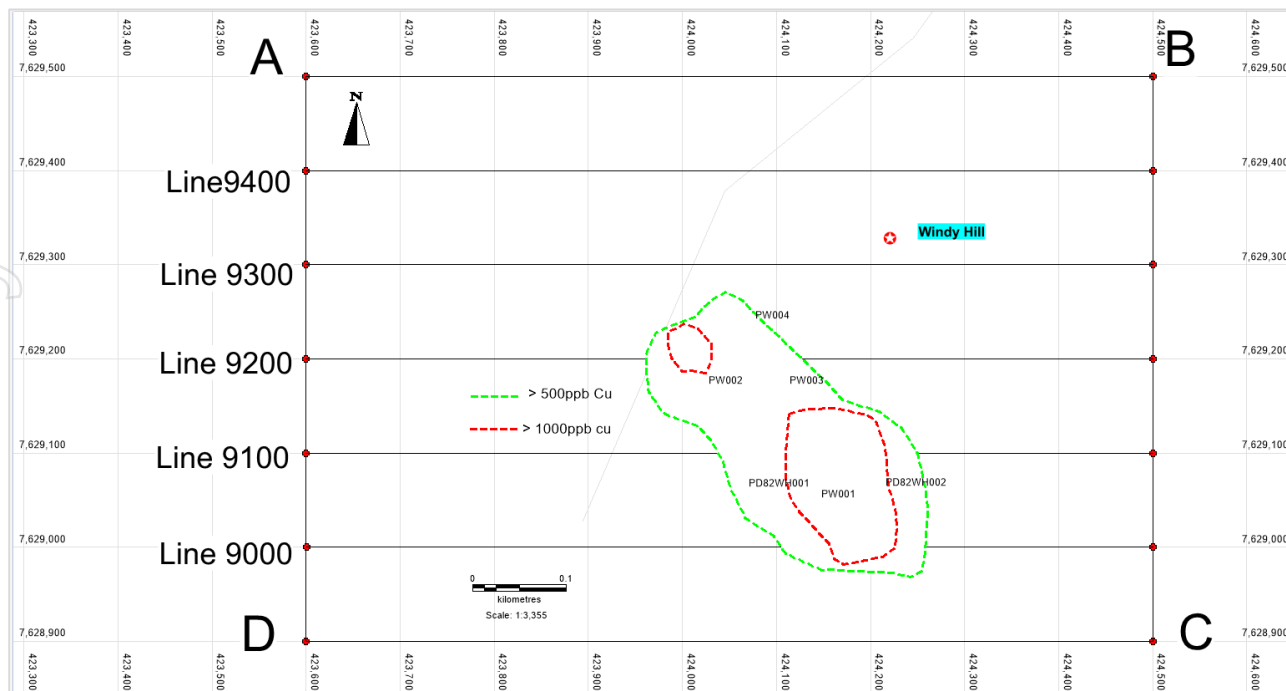 423,300
423,400
423,500
423,600
423,700
423,800
423,900
424,000
424,100
424,200
424,300
424,400
424,500
424,600
A
B
7,629,500
7,629,500
N
7,629,400
7,629,400
Line9400
Windy Hill
7,629,300
7,629,300
Line 9300
PW004
7,629,200
7,629,200
Line 9200
PW002
PW003
> 500ppb Cu
> 1000ppb cu
7,629,100
7,629,100
Line 9100
PD82WH001
PD82WH002
PW001
7,629,000
7,629,000
Line 9000
0
0.1
kilometres
Scale: 1:3,355
D
C
7,628,900
7,628,900
423,300
423,400
423,500
423,600
423,700
423,800
423,900
424,000
424,100
424,200
424,300
424,400
424,500
424,600